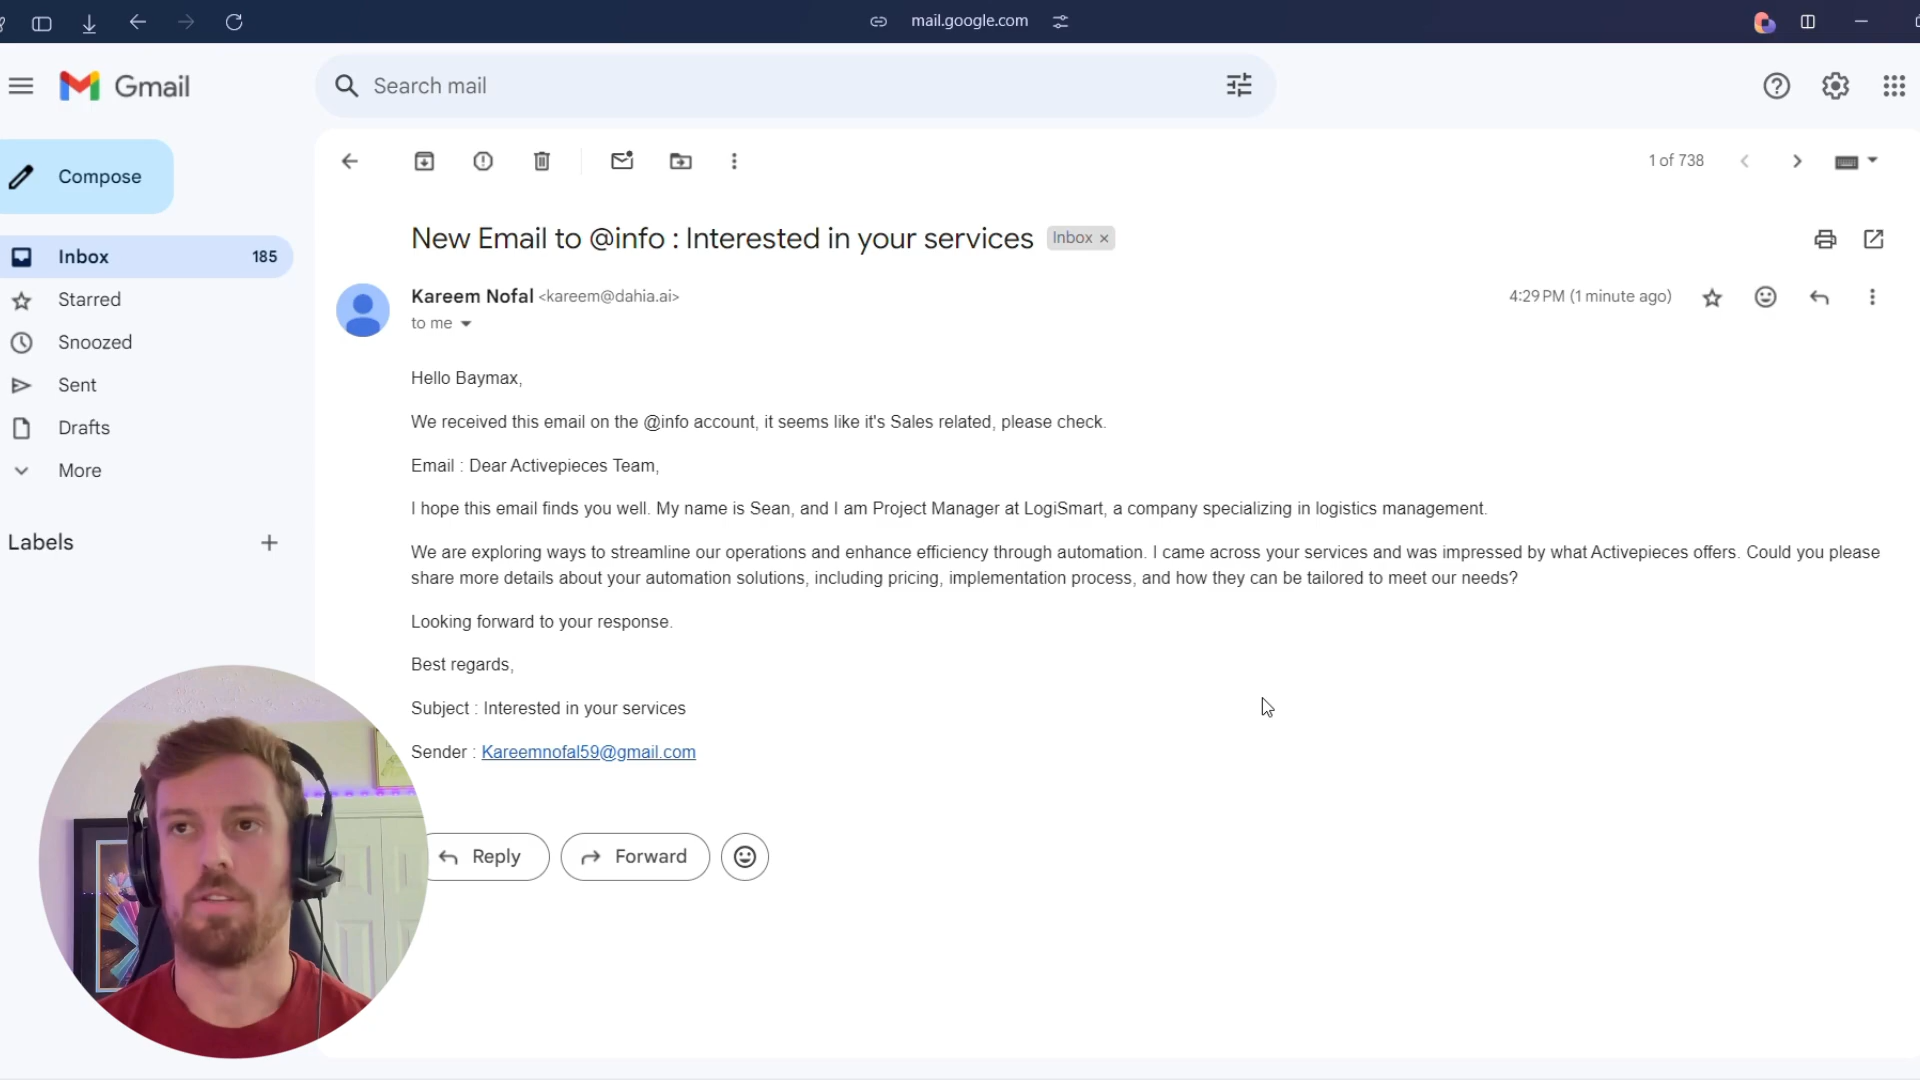 mail.google.com
Gmail
Search mail
Compose
1 of 738
New Email to @info : Interested in your services
Inbox ×
Inbox 185
Starred
Snoozed
Sent
Drafts
More
Labels
Kareem Nofal <kareem@dahia.ai>
4:29 PM (1 minute ago)
to me
Hello Baymax,
We received this email on the @info account, it seems like it's Sales related, please check.
Email : Dear Activepieces Team,
I hope this email finds you well. My name is Sean, and I am Project Manager at LogiSmart, a company specializing in logistics management.
We are exploring ways to streamline our operations and enhance efficiency through automation. I came across your services and was impressed by what Activepieces offers. Could you please
share more details about your automation solutions, including pricing, implementation process, and how they can be tailored to meet our needs?
Looking forward to your response.
Best regards,
Subject : Interested in your services
Sender : Kareemnofal59@gmail.com
Reply
Forward